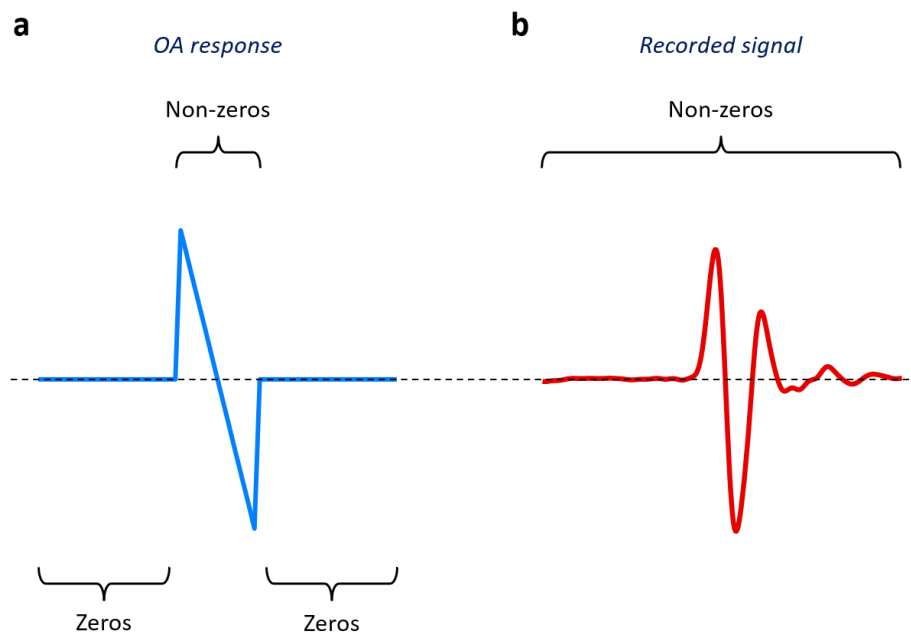 a
OA response
Non-zeros
Zeros
Zeros
b
Recorded signal
Non-zeros